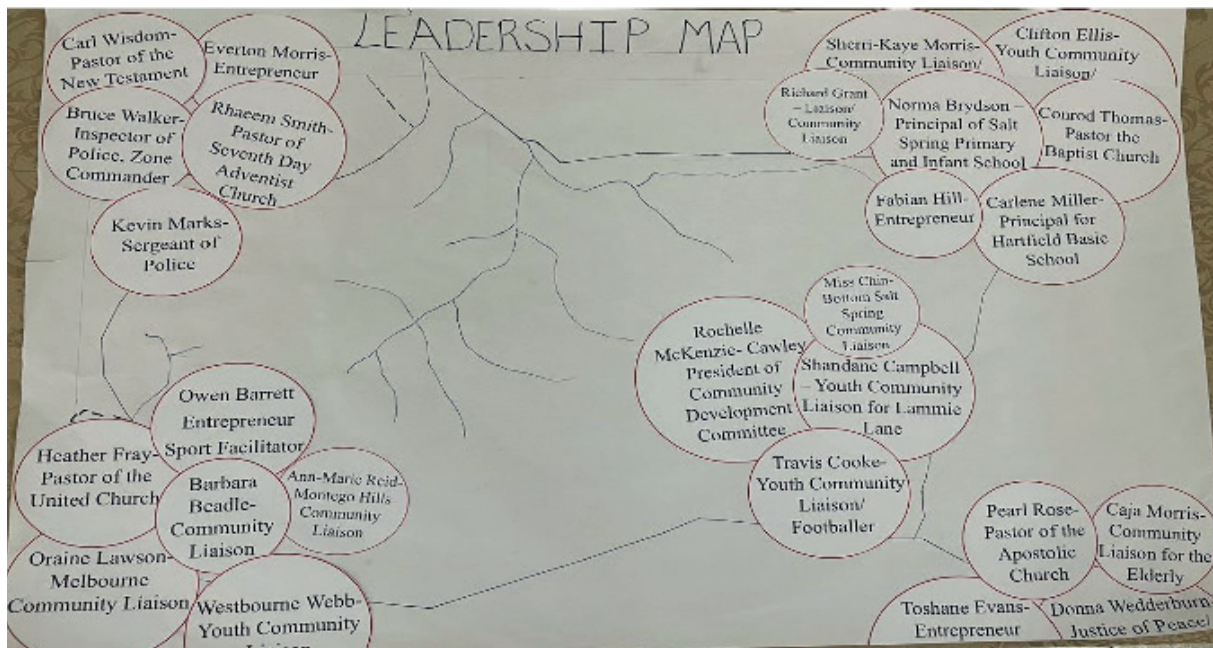 LEADERSHIP MAP
Carl Wisdom-
Pastor of the
New Testament
Everton Morris-
Entrepreneur
Bruce Walker-
Inspector of
Police, Zone
Commander
Rhaeem Smith-
Pastor of
Seventh Day
Adventist
Church
Kevin Marks-
Sergeant of
Police
Sherri-Kaye Morris-
Community Liaison/
Clifton Ellis-
Youth Community
Liaison/
Richard Grant
– Liaison/
Community
Liaison
Norma Brydson –
Principal of Salt
Spring Primary
and Infant School
Conrod Thomas-
Pastor the
Baptist Church
Fabian Hill-
Entrepreneur
Carlene Miller-
Principal for
Hartfield Basic
School
Miss Chin-
Bottom Salt
Spring
Community
Liaison
Rochelle
McKenzie- Cawley
President of
Community
Development
Committee
Shandane Campbell
– Youth Community
Liaison for Lammie
Lane
Travis Cooke-
Youth Community
Liaison/
Footballer
Owen Barrett
Entrepreneur
Sport Facilitator
Heather Fray-
Pastor of the
United Church
Barbara
Beadle-
Community
Liaison
Ann-Marie Reid-
Montego Hills
Community
Liaison
Oraine Lawson-
Melbourne
Community Liaison
Westbourne Webb-
Youth Community
Pearl Rose-
Pastor of the
Apostolic
Church
Caja Morris-
Community
Liaison for the
Elderly
Toshane Evans-
Entrepreneur
Donna Wedderburn-
Justice of Peace/